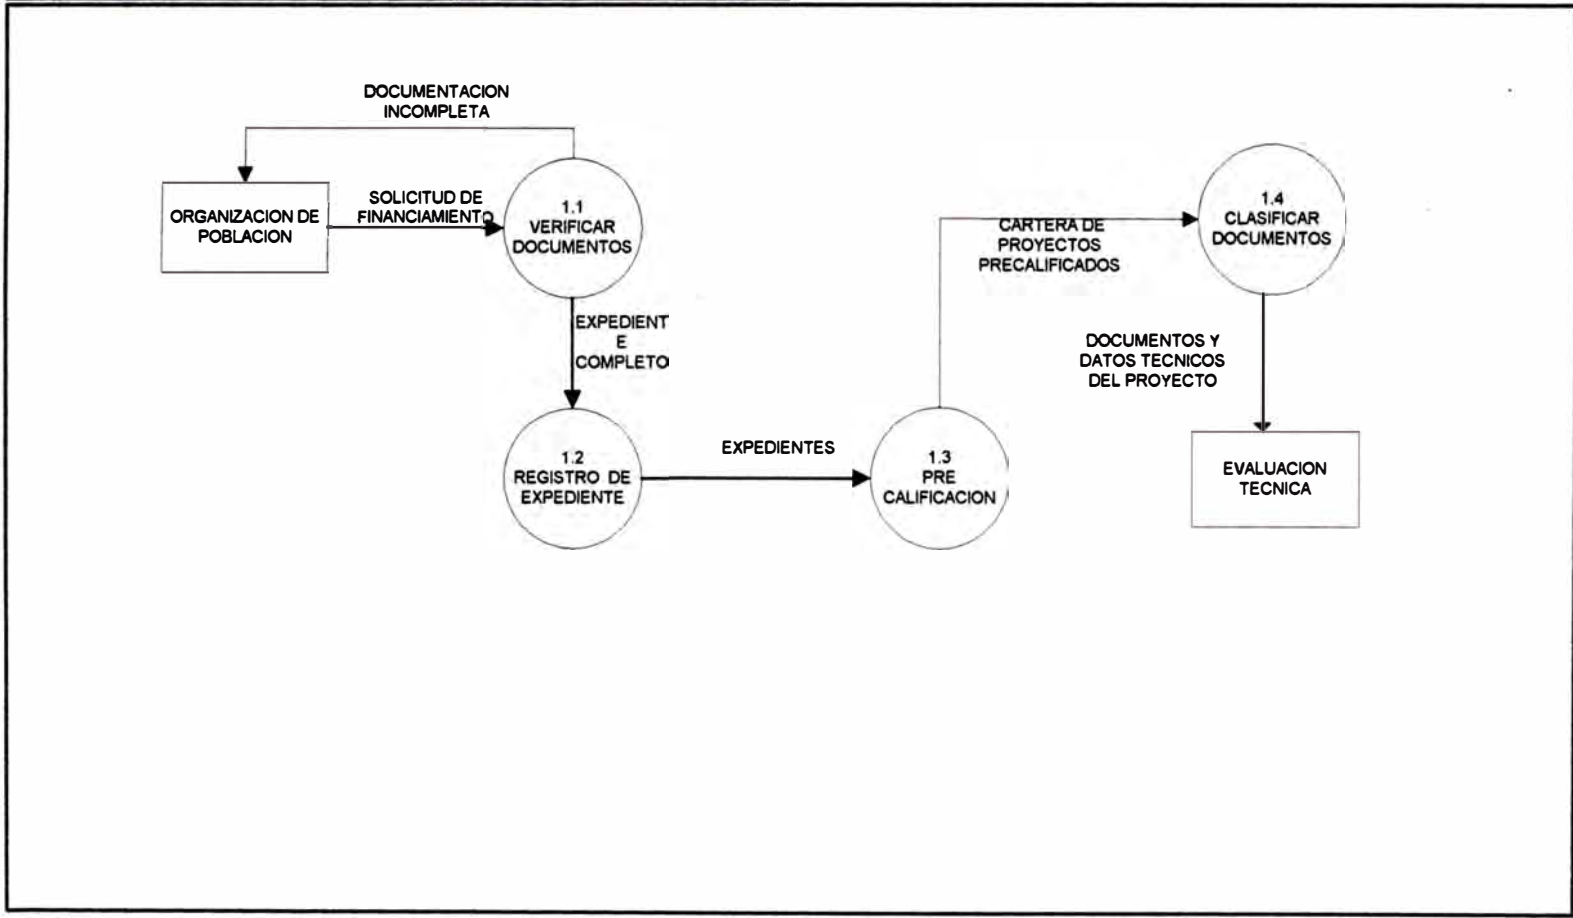 DOCUMENTACION
INCOMPLETA
ORGANIZACION DE
POBLACION
SOLICITUD DE
FINANCIAMIENTO
1.1
VERIFICAR
DOCUMENTOS
EXPEDIENT
E
COMPLETO
1.2
REGISTRO DE
EXPEDIENTE
EXPEDIENTES
1.3
PRE
CALIFICACION
CARTERA DE
PROYECTOS
PRECALIFICADOS
1.4
CLASIFICAR
DOCUMENTOS
DOCUMENTOS Y
DATOS TECNICOS
DEL PROYECTO
EVALUACION
TECNICA